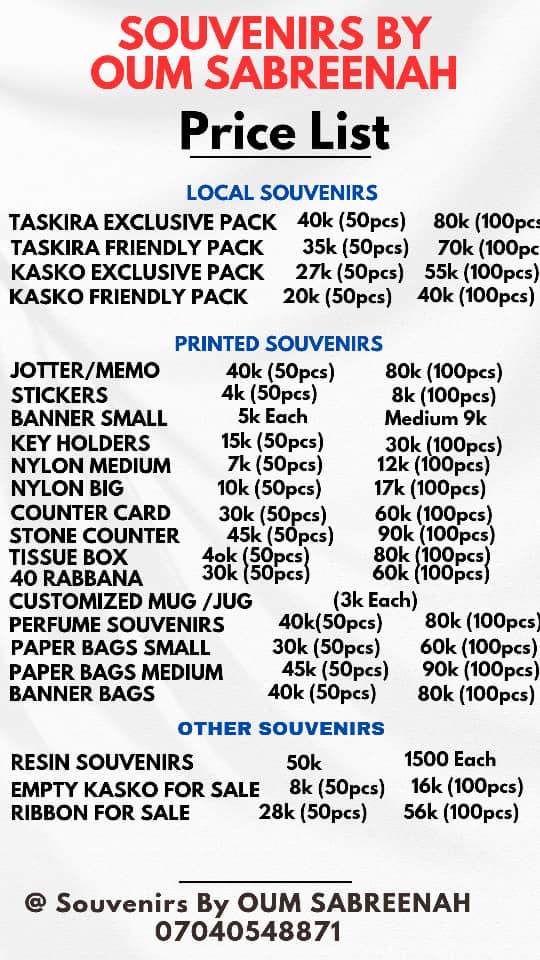 SOUVENIRS BY
OUM SABREENAH
Price List
LOCAL SOUVENIRS
TASKIRA EXCLUSIVE PACK 40k (50pcs) 80k (100pcs
TASKIRA FRIENDLY PACK 35k (50pcs) 70k (100pc
KASKO EXCLUSIVE PACK 27k (50pcs) 55k (100pcs)
KASKO FRIENDLY PACK 20k (50pcs) 40k (100pcs)
PRINTED SOUVENIRS
JOTTER/MEMO 40k (50pcs) 80k (100pcs)
STICKERS 4k (50pcs) 8k (100pcs)
BANNER SMALL 5k Each Medium 9k
KEY HOLDERS 15k (50pcs) 30k (100pcs)
NYLON MEDIUM 7k (50pcs) 12k (100pcs)
NYLON BIG 10k (50pcs) 17k (100pcs)
COUNTER CARD 30k (50pcs) 60k (100pcs)
STONE COUNTER 45k (50pcs) 90k (100pcs)
TISSUE BOX 4ok (50pcs) 80k (100pcs)
40 RABBANA 30k (50pcs) 60k (100pcs)
CUSTOMIZED MUG /JUG (3k Each)
PERFUME SOUVENIRS 40k(50pcs) 80k (100pcs)
PAPER BAGS SMALL 30k (50pcs) 60k (100pcs)
PAPER BAGS MEDIUM 45k (50pcs) 90k (100pcs)
BANNER BAGS 40k (50pcs) 80k (100pcs)
OTHER SOUVENIRS
RESIN SOUVENIRS 50k 1500 Each
EMPTY KASKO FOR SALE 8k (50pcs) 16k (100pcs)
RIBBON FOR SALE 28k (50pcs) 56k (100pcs)
@ Souvenirs By OUM SABREENAH
07040548871